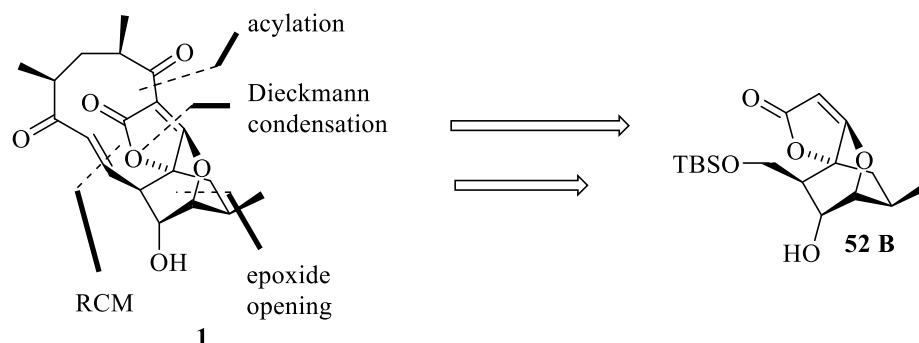 acylation
O
O
O
Dieckmann
condensation
O
O
OH
epoxide
opening
RCM
1
O
O
O
TBSO
HO
52 B